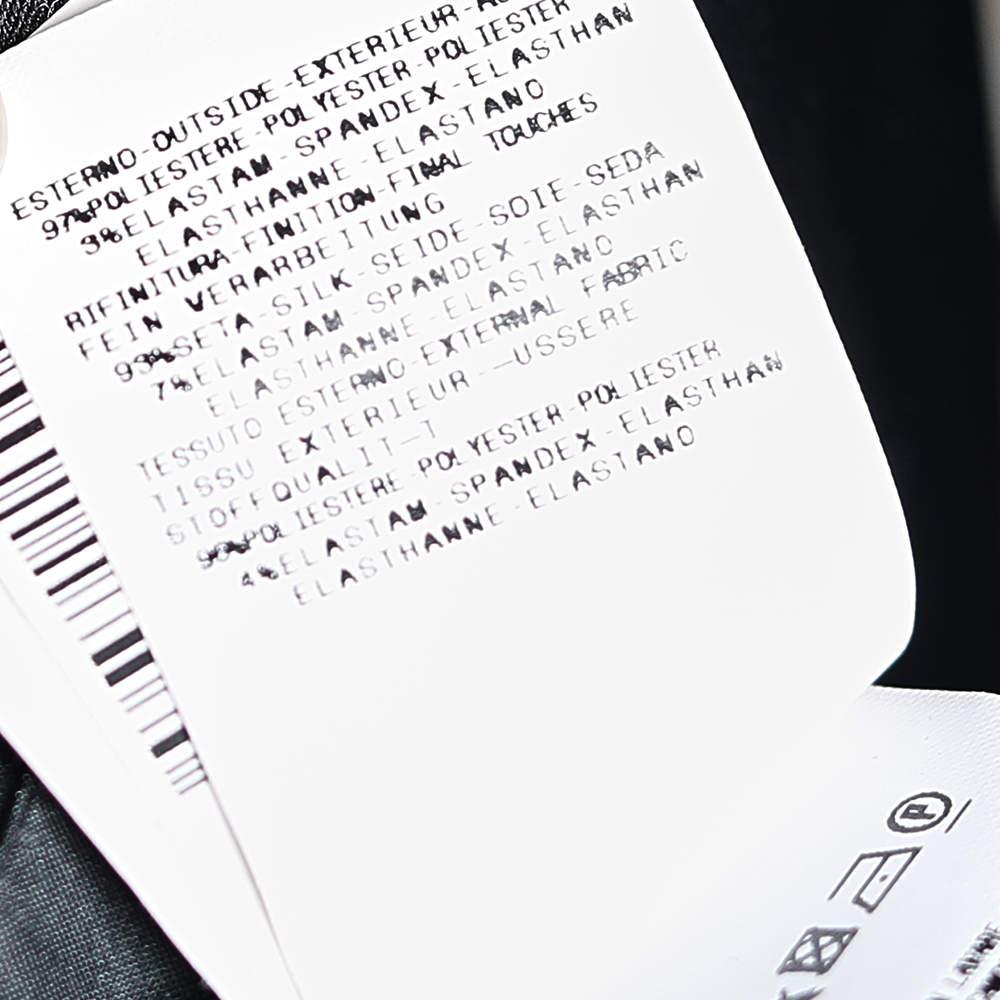 ESTERNO-OUTSIDE-EXTERIEUR-
97%POLIESTERE-POLYESTER-POLIESTER
3%ELASTAM-SPANDEX-ELASTHAN
ELASTHANNE-ELASTANO
RIFINITURA-FINITION-FINAL TOUCHES
FEIN VERARBEITUNG
93%SETA-SILK-SEIDE-SOIE-SEDA
7%ELASTAM-SPANDEX-ELASTHAN
ELASTHANNE-ELASTANO
TESSUTO ESTERNO-EXTERNAL FABRIC
TISSU EXTERIEUR -—USSERE
STOFFQUALIT—T
96%POLIESTERE-POLYESTER-POLIESTER
4%ELASTAM-SPANDEX-ELASTHAN
ELASTHANNE-ELASTANO
P